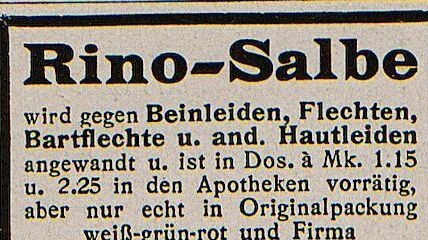 Rino-Salbe
wird gegen Beinleiden, Flechten,
Bartflechte u. and. Hautleiden
angewandt u. ist in Dos. à Mk. 1.15
u. 2.25 in den Apotheken vorrätig,
aber nur echt in Originalpackung
weiß-grün-rot und Firma